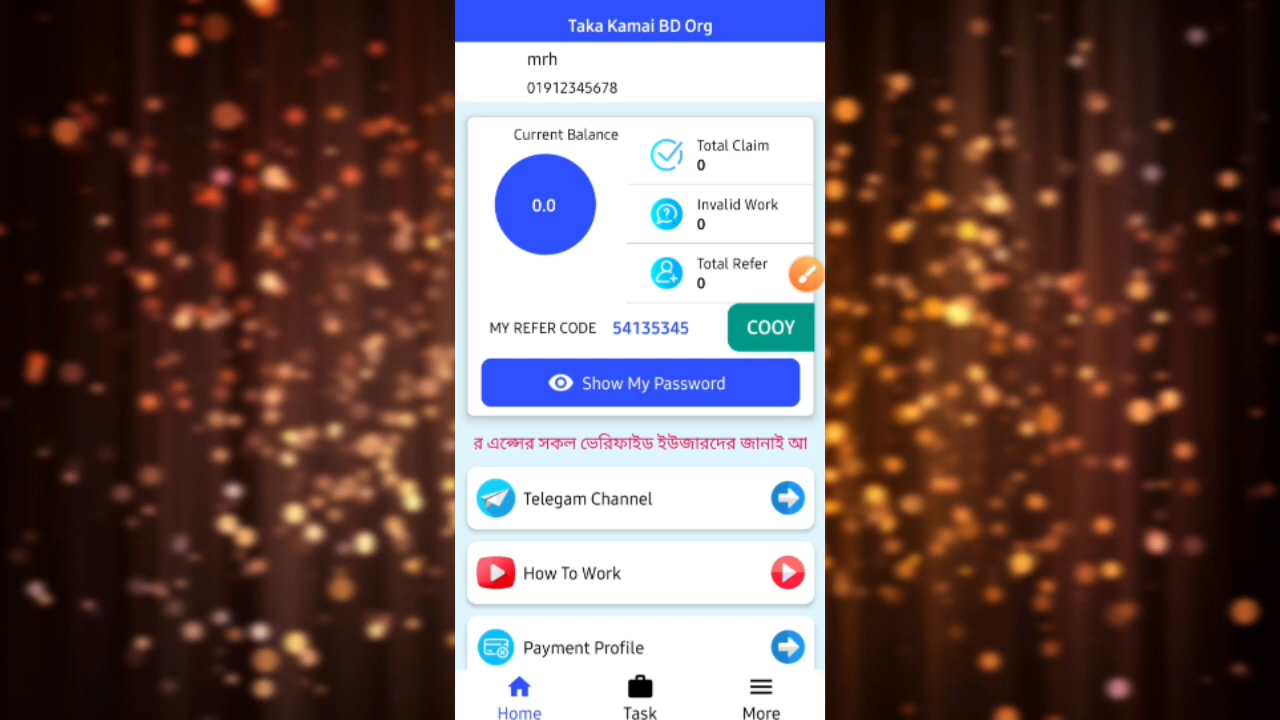 Taka Kamai BD Org
mrh
01912345678
Current Balance
0.0
Total Claim
0
Invalid Work
0
Total Refer
0
MY REFER CODE 54135345 COOY
Show My Password
র এপ্সের সকল ভেরিফাইড ইউজারদের জানাই আ
Telegam Channel
How To Work
Payment Profile
Home Task More